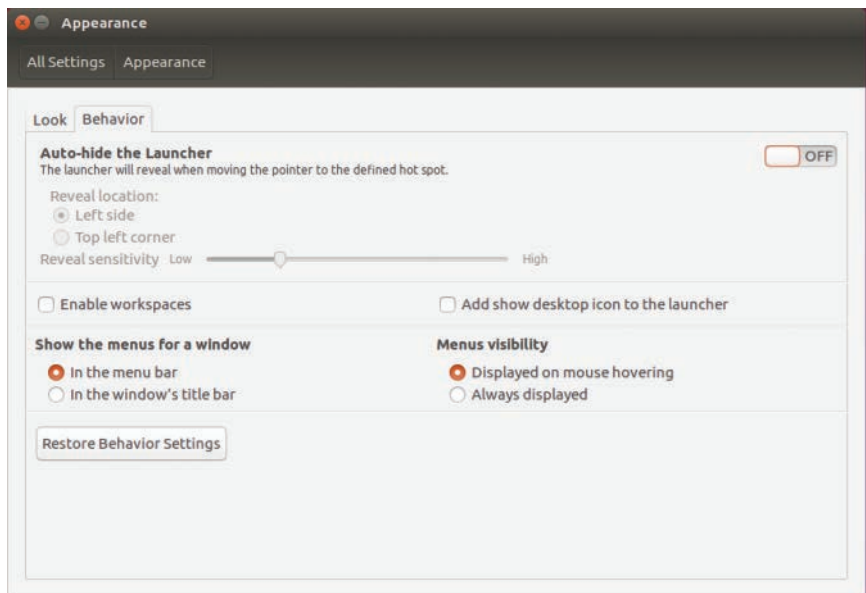 Appearance
All Settings Appearance
Look Behavior
Auto-hide the Launcher
OFF
The launcher will reveal when moving the pointer to the defined hot spot.
Reveal location:
Left side
Top left corner
Reveal sensitivity Low High
Enable workspaces
Add show desktop icon to the launcher
Show the menus for a window
In the menu bar
In the window's title bar
Menus visibility
Displayed on mouse hovering
Always displayed
Restore Behavior Settings